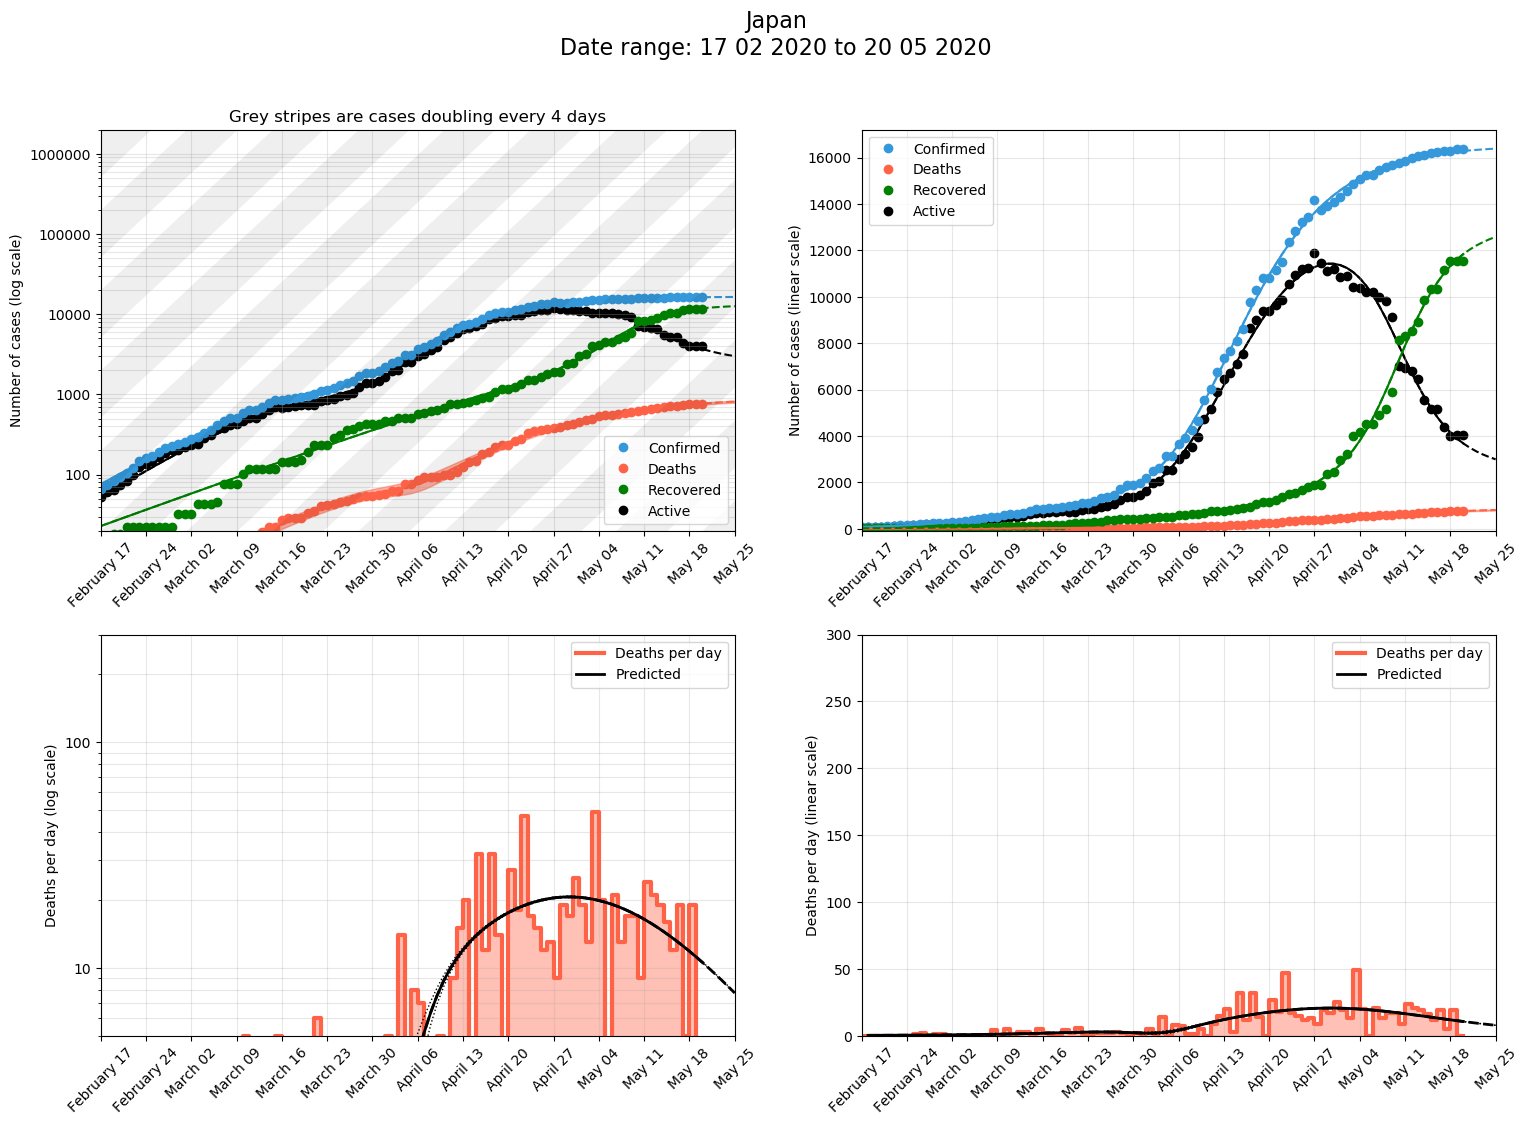 Japan
Date range: 17 02 2020 to 20 05 2020
Grey stripes are cases doubling every 4 days
Number of cases (log scale)
1000000
100000
10000
1000
100
Confirmed
Deaths
Recovered
Active
February 17
February 24
March 02
March 09
March 16
March 23
March 30
April 06
April 13
April 20
April 27
May 04
May 11
May 18
May 25
Number of cases (linear scale)
16000
14000
12000
10000
8000
6000
4000
2000
0
Confirmed
Deaths
Recovered
Active
February 17
February 24
March 02
March 09
March 16
March 23
March 30
April 06
April 13
April 20
April 27
May 04
May 11
May 18
May 25
Deaths per day (log scale)
100
10
Deaths per day
Predicted
February 17
February 24
March 02
March 09
March 16
March 23
March 30
April 06
April 13
April 20
April 27
May 04
May 11
May 18
May 25
Deaths per day (linear scale)
300
250
200
150
100
50
0
Deaths per day
Predicted
February 17
February 24
March 02
March 09
March 16
March 23
March 30
April 06
April 13
April 20
April 27
May 04
May 11
May 18
May 25